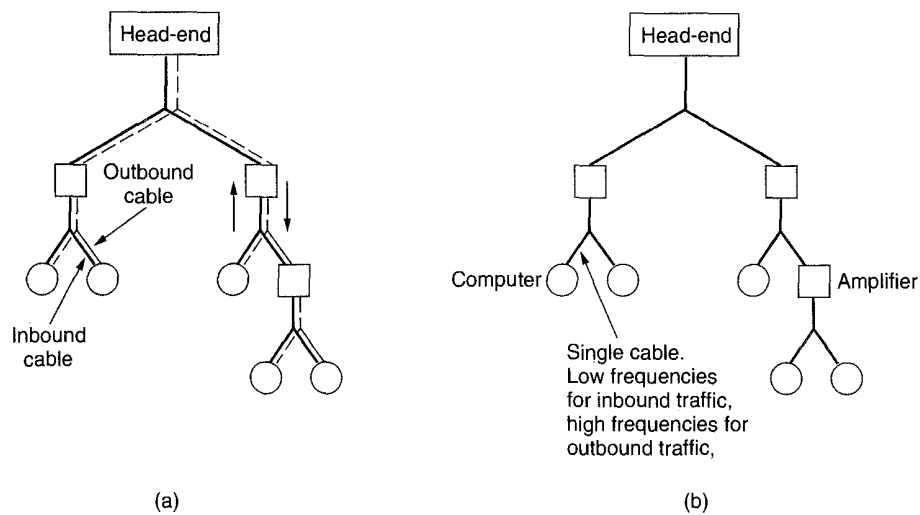 Head-end
Outbound
cable
Inbound
cable
(a)
Head-end
Computer
Amplifier
Single cable.
Low frequencies
for inbound traffic,
high frequencies for
outbound traffic,
(b)